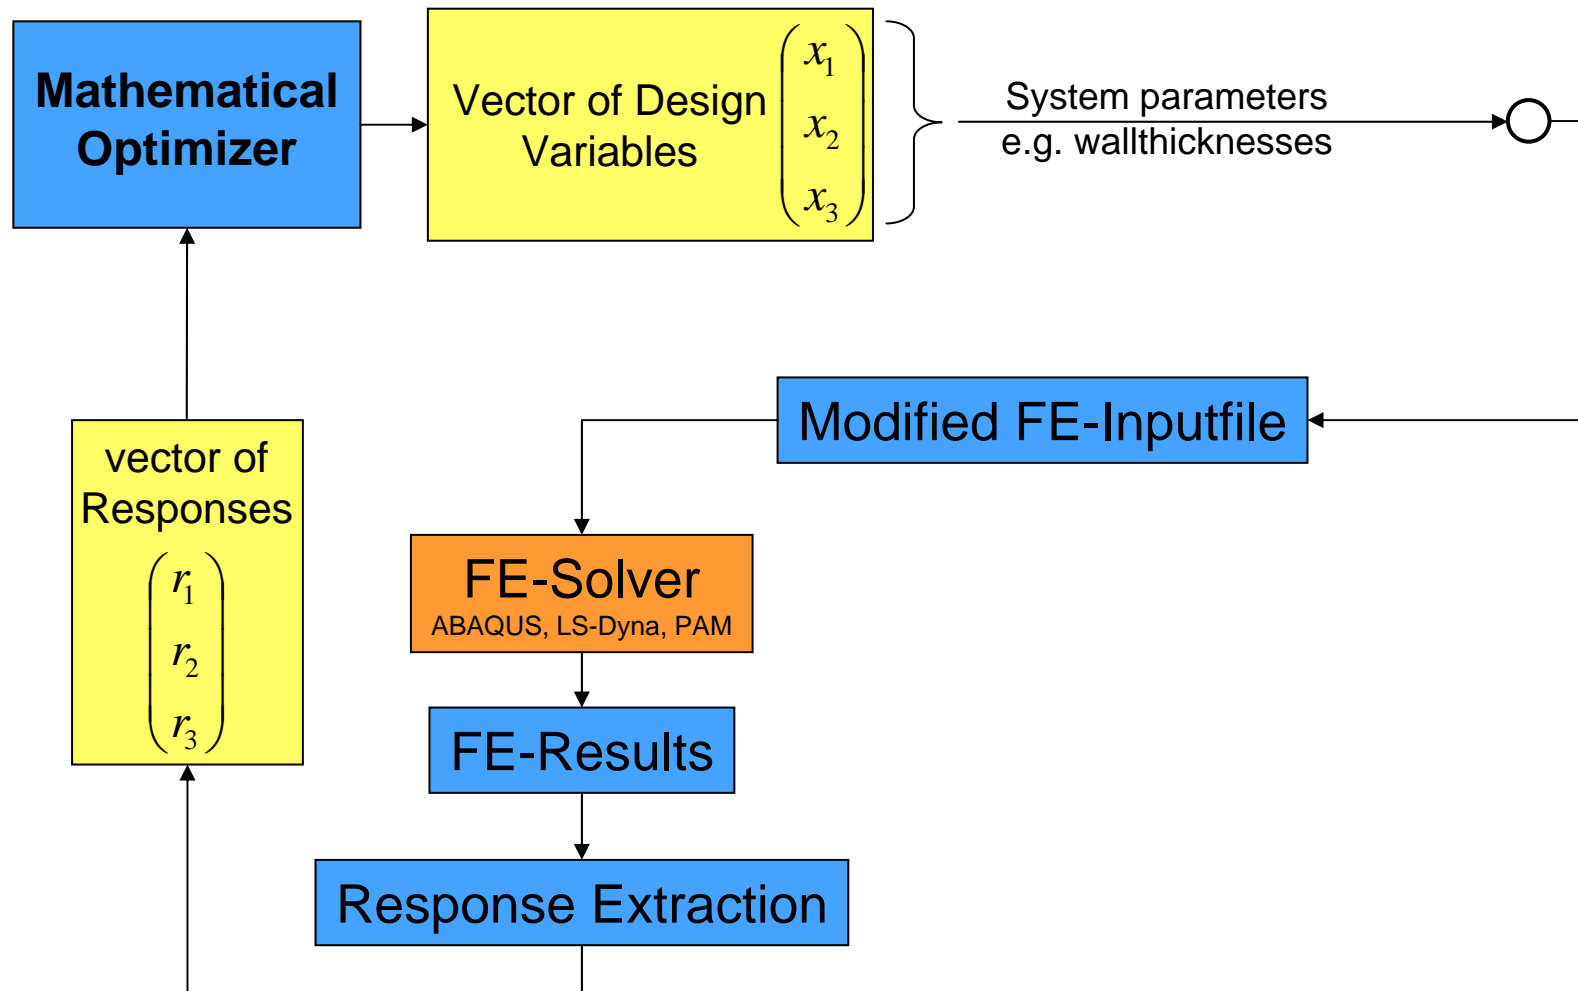 Mathematical
Optimizer
Vector of Design
Variables
x1
x2
x3
System parameters
e.g. wallthicknesses
Modified FE-Inputfile
vector of
Responses
r1
r2
r3
FE-Solver
ABAQUS, LS-Dyna, PAM
FE-Results
Response Extraction